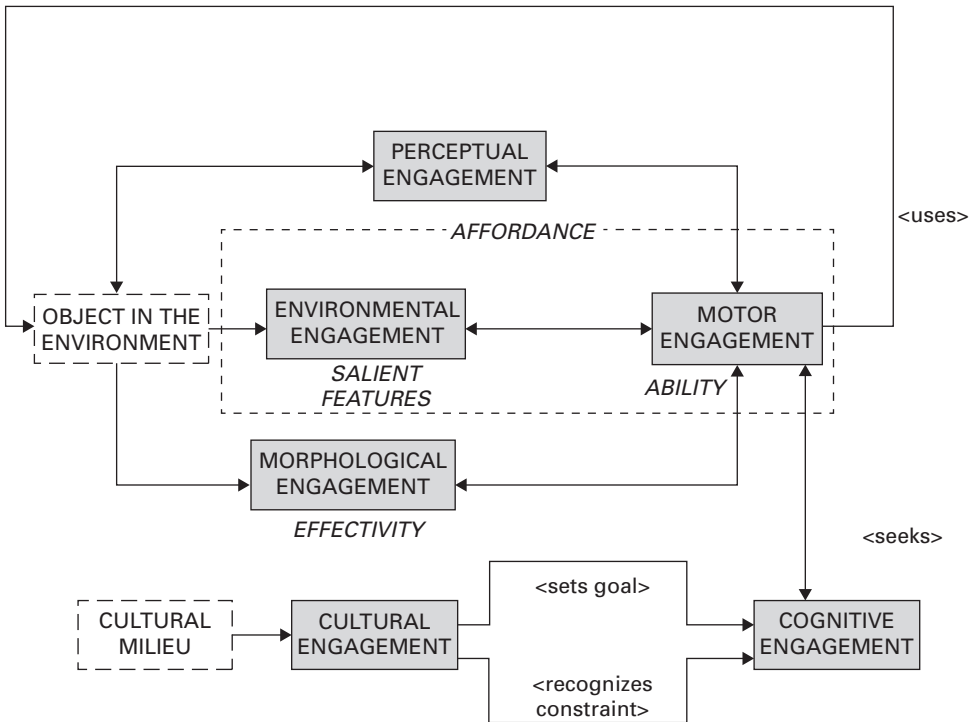 PERCEPTUAL
ENGAGEMENT
<uses>
AFFORDANCE
OBJECT IN THE
ENVIRONMENT
ENVIRONMENTAL
ENGAGEMENT
MOTOR
ENGAGEMENT
SALIENT
FEATURES
ABILITY
MORPHOLOGICAL
ENGAGEMENT
EFFECTIVITY
<seeks>
<sets goal>
CULTURAL
MILIEU
CULTURAL
ENGAGEMENT
COGNITIVE
ENGAGEMENT
<recognizes
constraint>